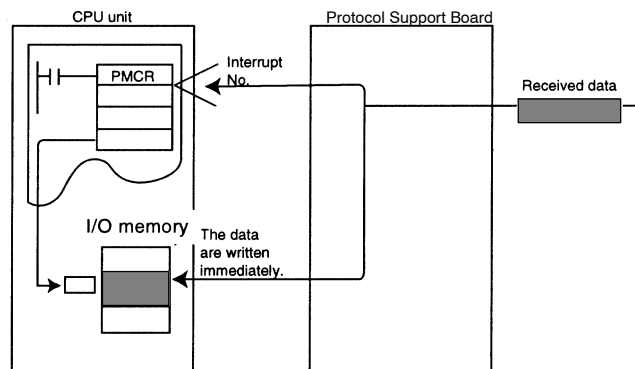 CPU unit
Protocol Support Board
PMCR
Interrupt
No.
Received data
I/O memory
The data
are written
immediately.